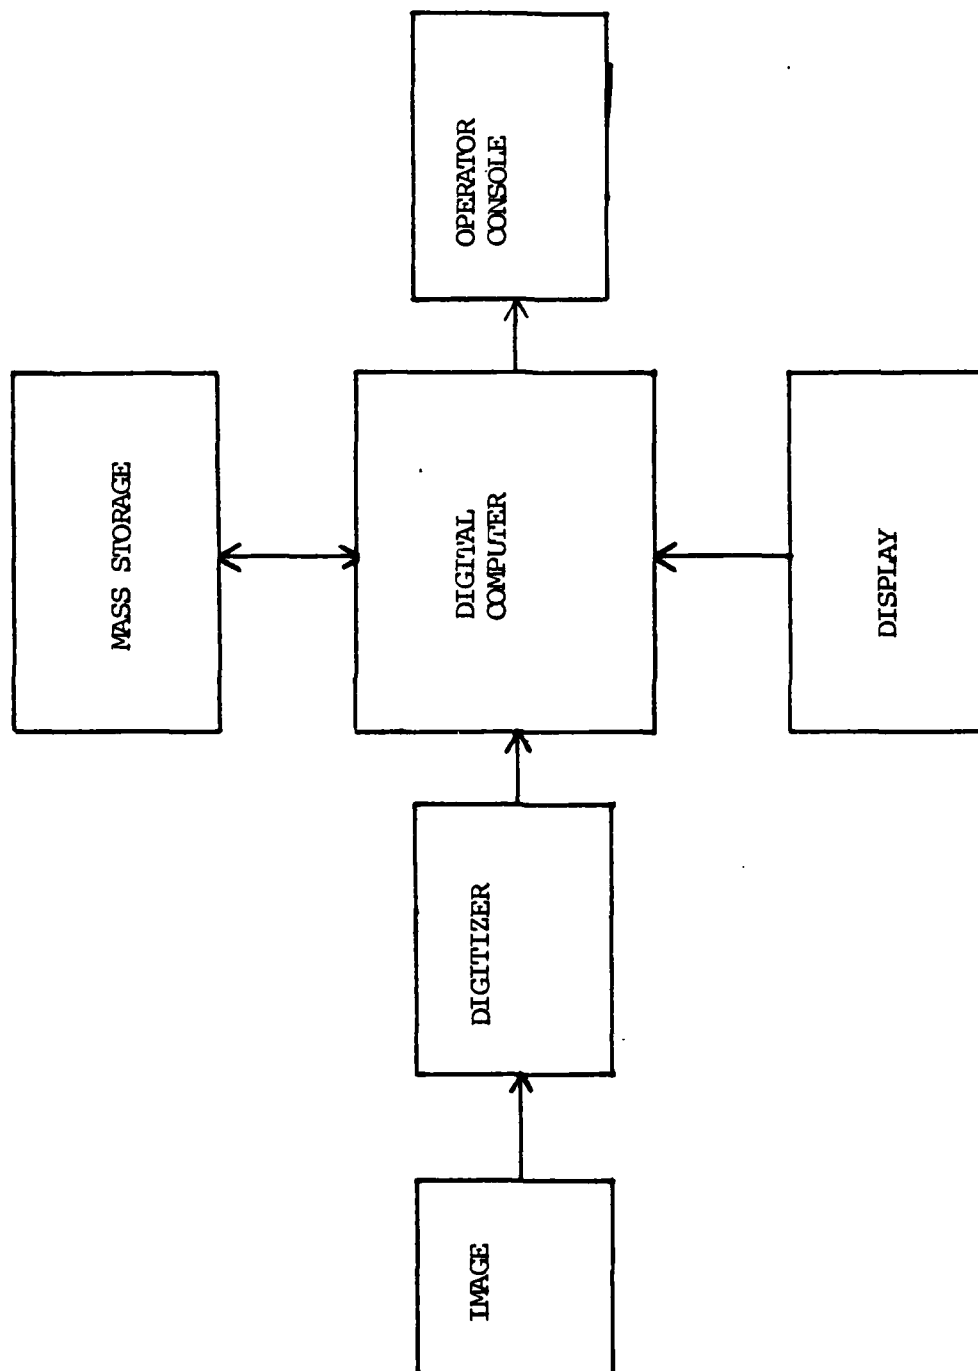 MASS STORAGE
IMAGE
DIGITIZER
DIGITAL
COMPUTER
OPERATOR
CONSOLE
DISPLAY